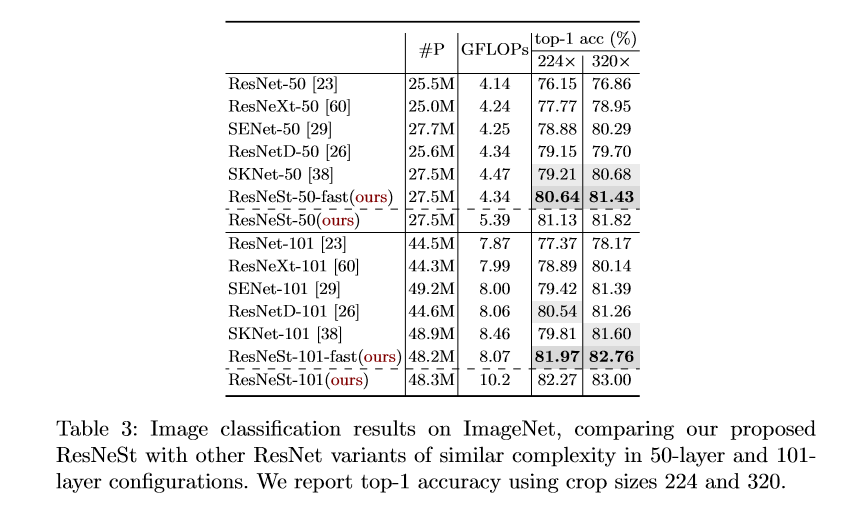 #P GFLOPs top-1 acc (%)
224× 320×
ResNet-50 [23] 25.5M 4.14 76.15 76.86
ResNeXt-50 [60] 25.0M 4.24 77.77 78.95
SENet-50 [29] 27.7M 4.25 78.88 80.29
ResNetD-50 [26] 25.6M 4.34 79.15 79.70
SKNet-50 [38] 27.5M 4.47 79.21 80.68
ResNeSt-50-fast(ours) 27.5M 4.34 80.64 81.43
ResNeSt-50(ours) 27.5M 5.39 81.13 81.82
ResNet-101 [23] 44.5M 7.87 77.37 78.17
ResNeXt-101 [60] 44.3M 7.99 78.89 80.14
SENet-101 [29] 49.2M 8.00 79.42 81.39
ResNetD-101 [26] 44.6M 8.06 80.54 81.26
SKNet-101 [38] 48.9M 8.46 79.81 81.60
ResNeSt-101-fast(ours) 48.2M 8.07 81.97 82.76
ResNeSt-101(ours) 48.3M 10.2 82.27 83.00
Table 3: Image classification results on ImageNet, comparing our proposed
ResNeSt with other ResNet variants of similar complexity in 50-layer and 101-
layer configurations. We report top-1 accuracy using crop sizes 224 and 320.